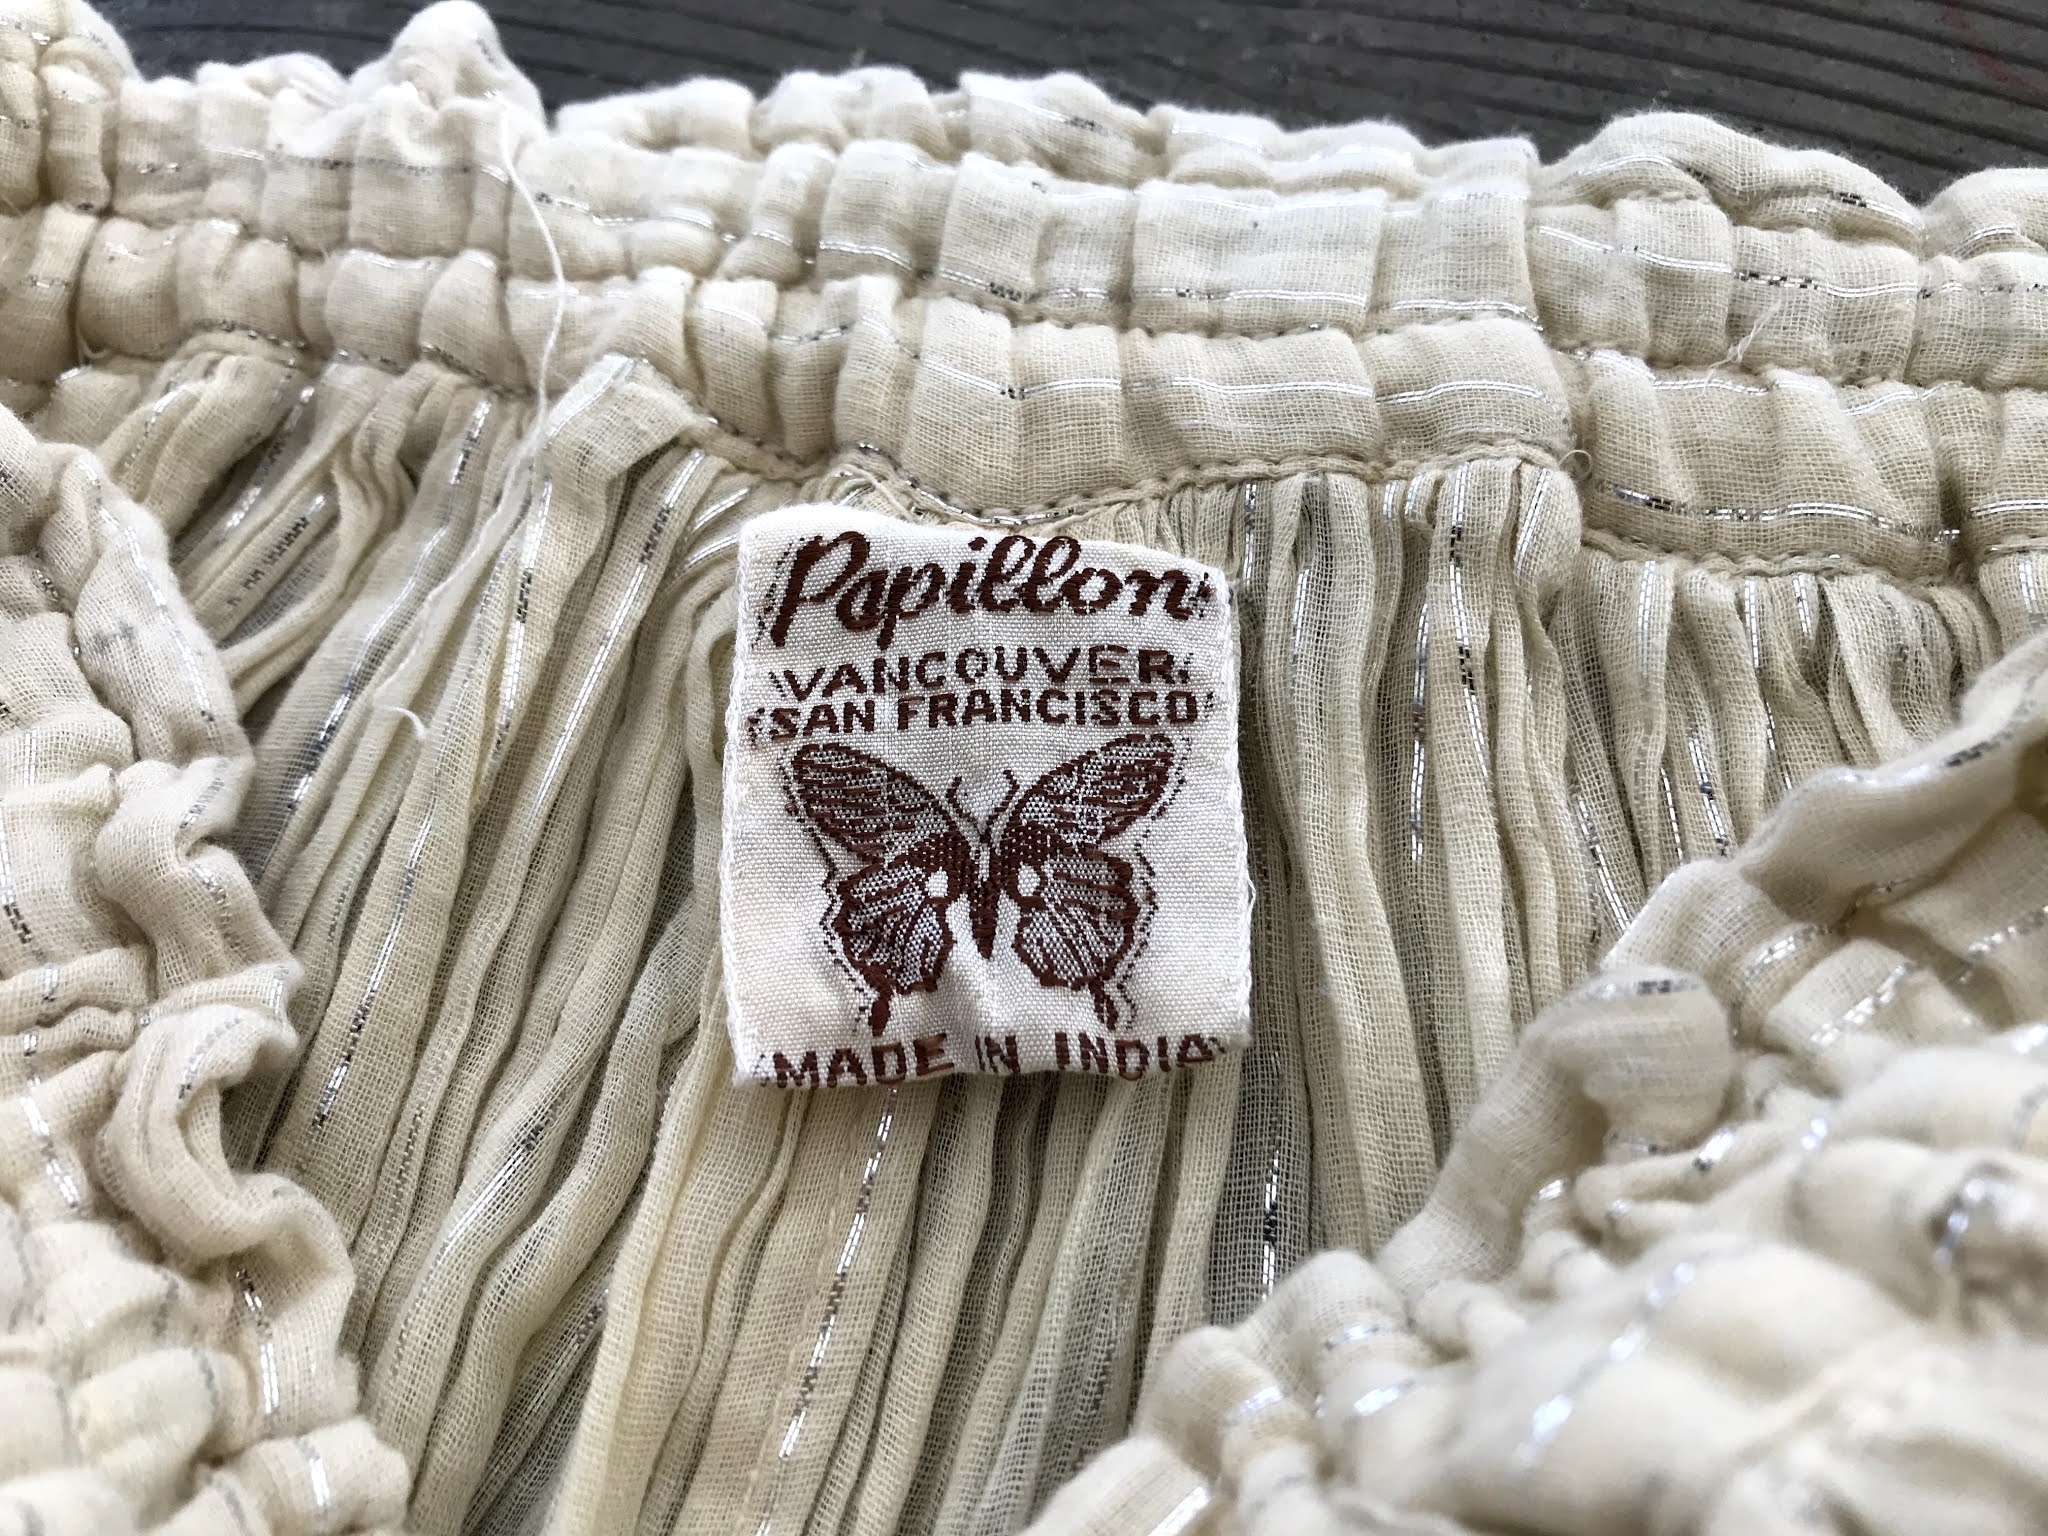 Papillon
VANCOUVER
SAN FRANCISCO
MADE IN INDIA